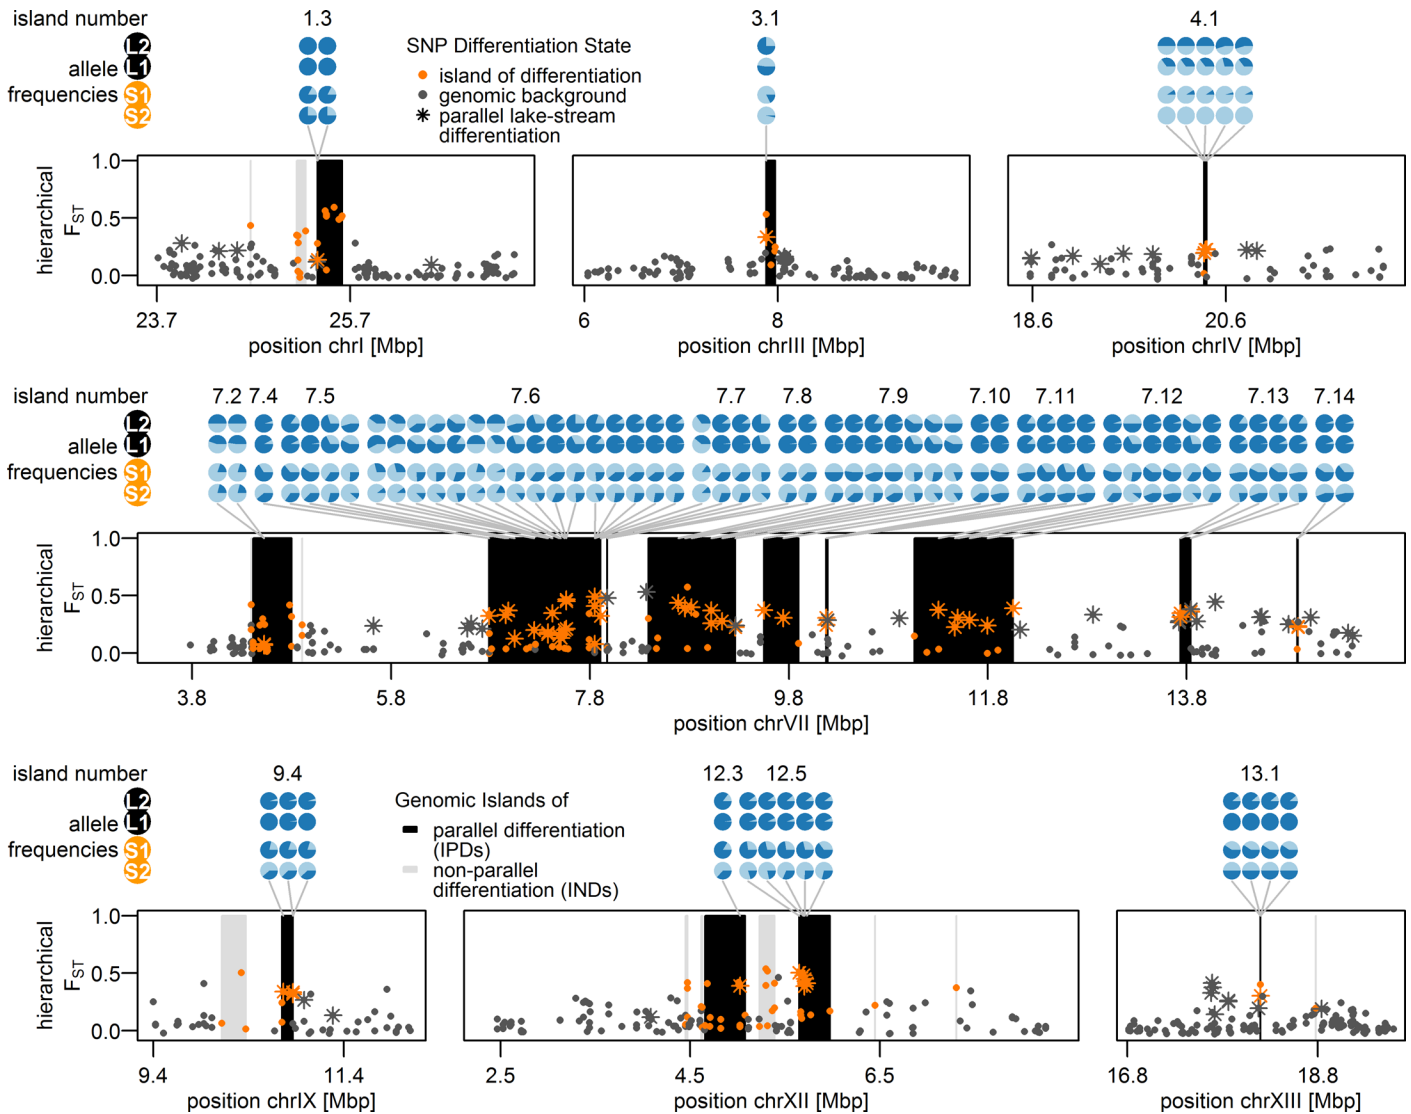 island number 1.3 3.1 4.1
L2
allele L1
frequencies S1
S2
SNP Differentiation State
island of differentiation
genomic background
parallel lake-stream
differentiation
hierarchical
FST
1.0
0.5
0.0
23.7 25.7 6 8 18.6 20.6
position chrI [Mbp] position chrIII [Mbp] position chrIV [Mbp]
island number 7.2 7.4 7.5 7.6 7.7 7.8 7.9 7.10 7.11 7.12 7.13 7.14
L2
allele L1
frequencies S1
S2
hierarchical
FST
1.0
0.5
0.0
3.8 5.8 7.8 9.8 11.8 13.8
position chrVII [Mbp]
island number 9.4 12.3 12.5 13.1
L2
allele L1
frequencies S1
S2
Genomic Islands of
parallel differentiation
(IPDs)
non-parallel
differentiation (INDs)
hierarchical
FST
1.0
0.5
0.0
9.4 11.4 2.5 4.5 6.5 16.8 18.8
position chrIX [Mbp] position chrXII [Mbp] position chrXIII [Mbp]